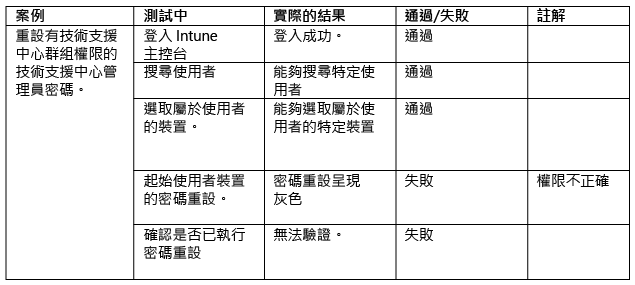 案例 測試中 實際的結果 通過/失敗 註解
重設有技術支援
中心群組權限的
技術支援中心管
理員密碼。
登入 Intune
主控台
登入成功。
通過
搜尋使用者
能夠搜尋特定使
用者
通過
選取屬於使用者
的裝置。
能夠選取屬於使
用者的特定裝置
通過
起始使用者裝置
的密碼重設。
密碼重設呈現
灰色
失敗
權限不正確
確認是否已執行
密碼重設
無法驗證。
失敗